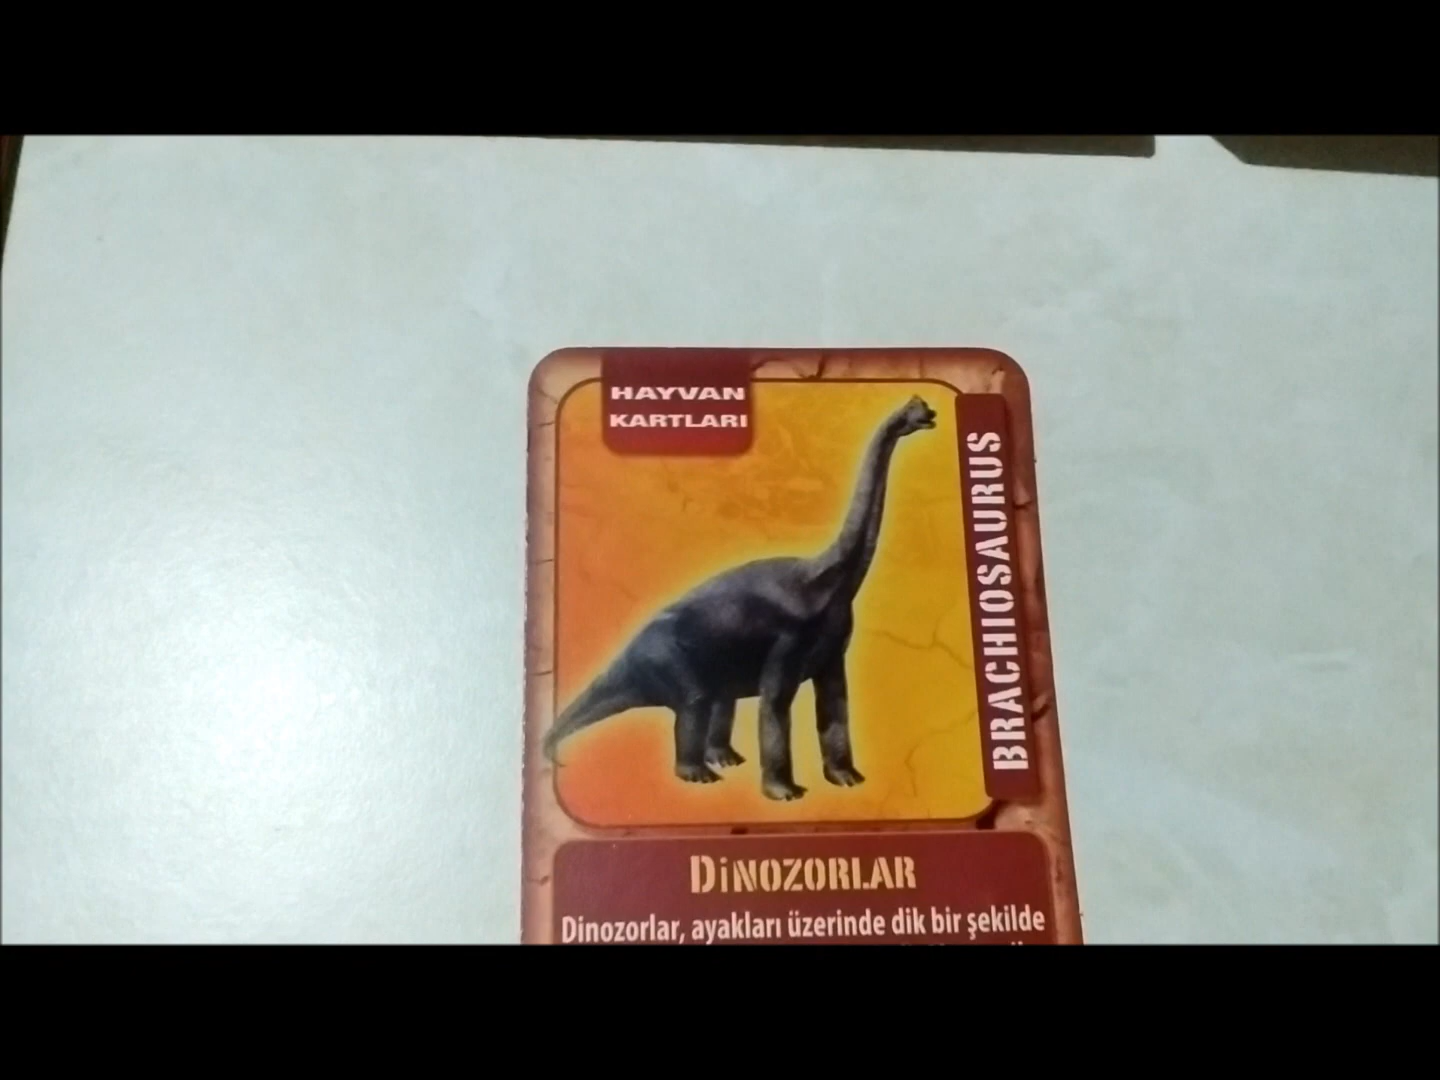 HAYVAN
KARTLARI
BRACHIOSAURUS
DiNOZORLAR
Dinozorlar, ayakları üzerinde dik bir şekilde